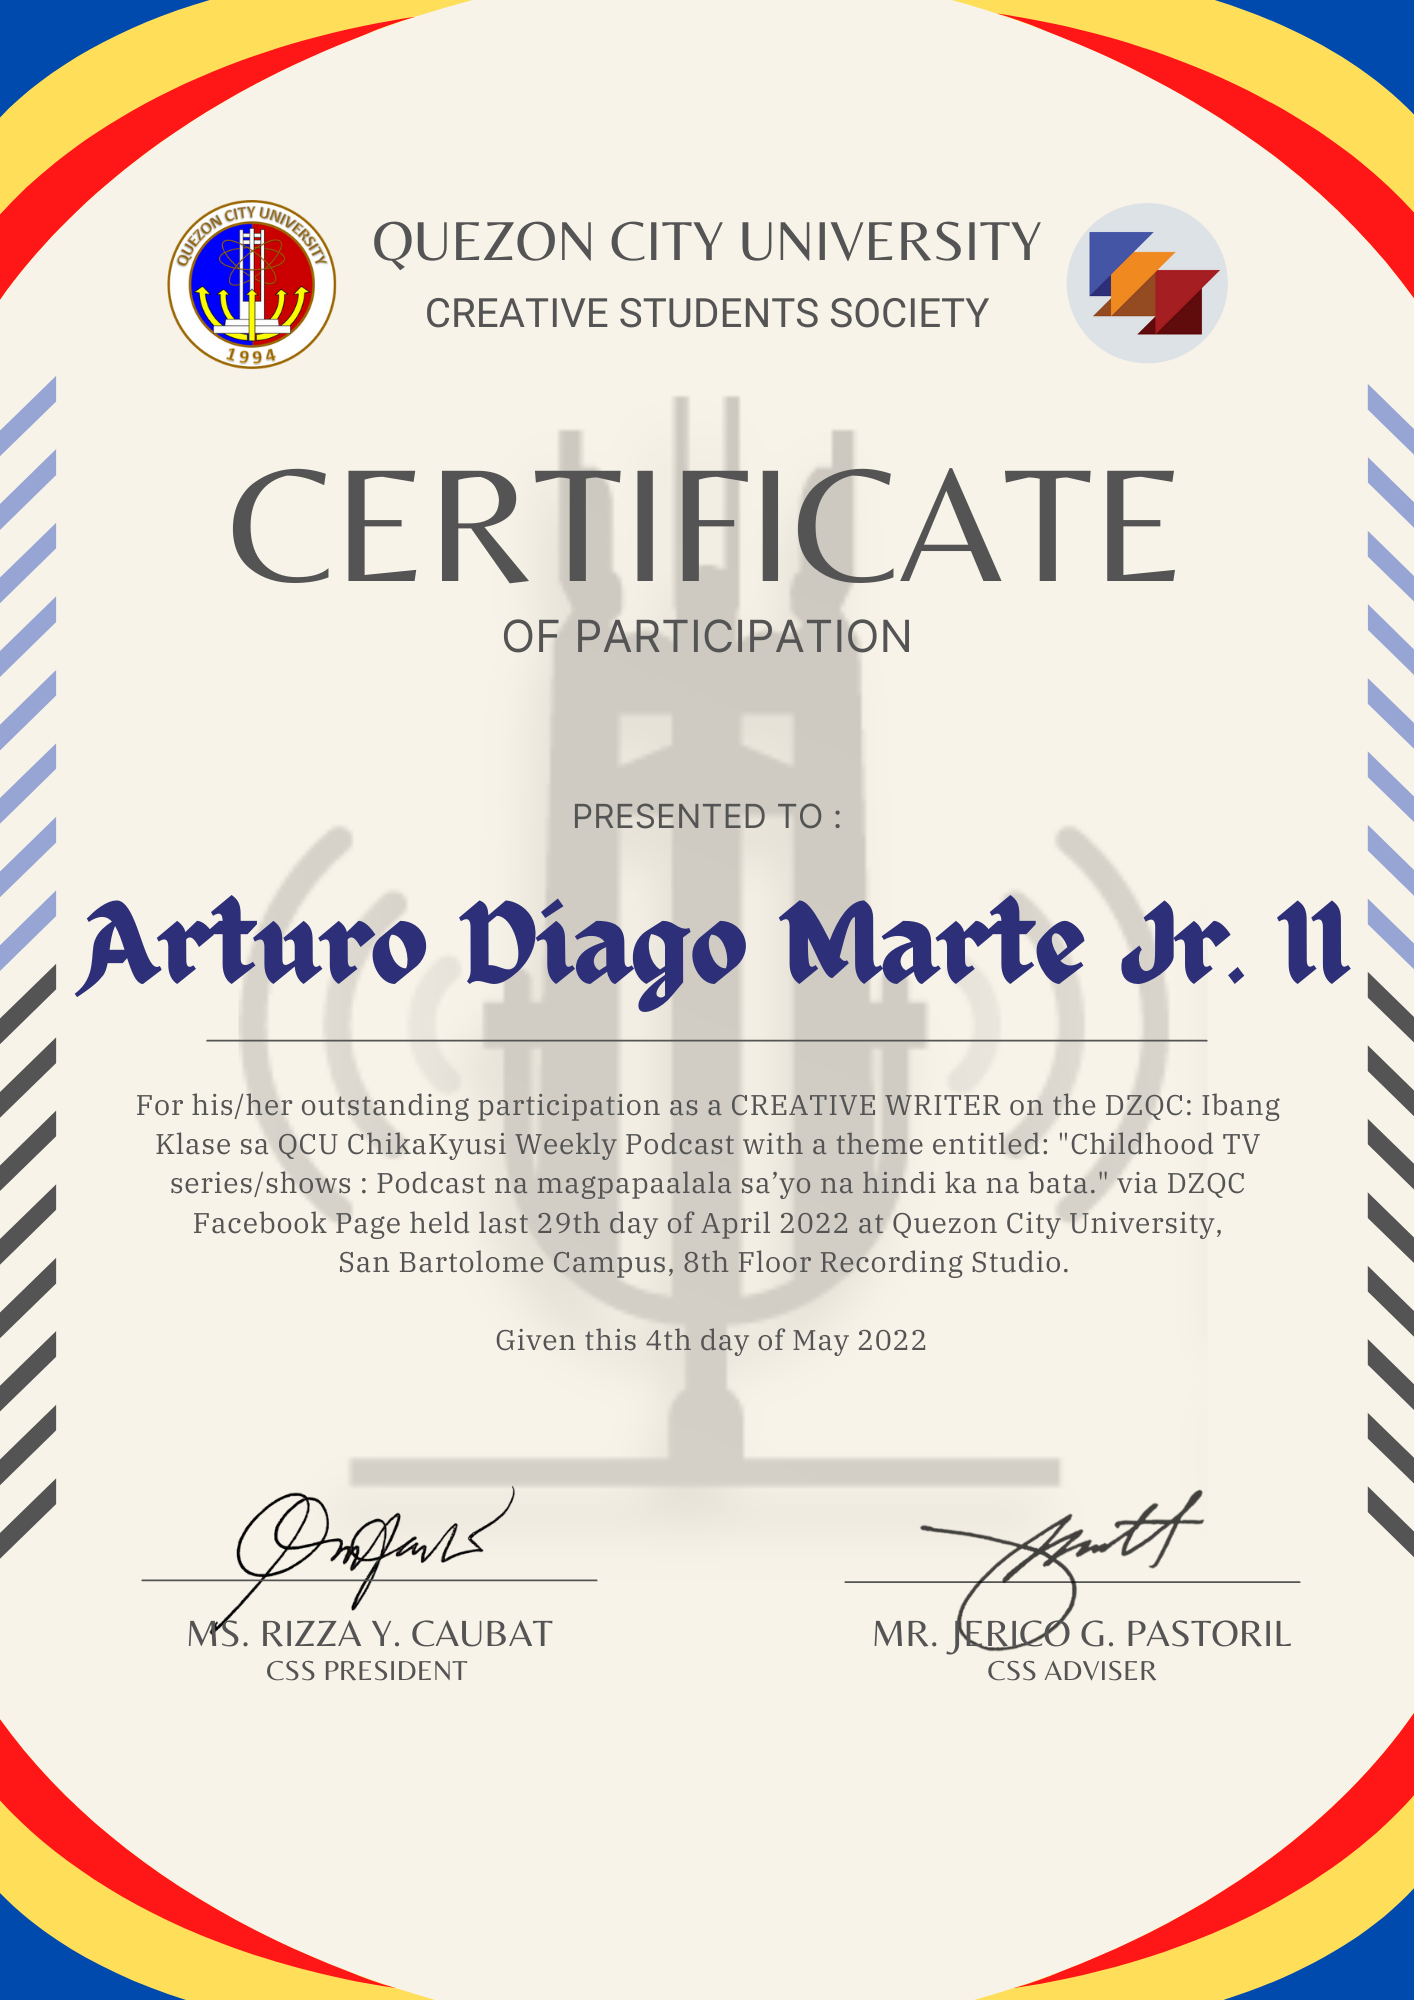 QUEZON CITY UNIVERSITY
1994
QUEZON CITY UNIVERSITY
CREATIVE STUDENTS SOCIETY
CERTIFICATE
OF PARTICIPATION
PRESENTED TO :
Arturo Diago Marte Jr. II
For his/her outstanding participation as a CREATIVE WRITER on the DZQC: Ibang
Klase sa QCU ChikaKyusi Weekly Podcast with a theme entitled: "Childhood TV
series/shows : Podcast na magpapaalala sa’yo na hindi ka na bata." via DZQC
Facebook Page held last 29th day of April 2022 at Quezon City University,
San Bartolome Campus, 8th Floor Recording Studio.
Given this 4th day of May 2022
MS. RIZZA Y. CAUBAT
CSS PRESIDENT
MR. JERICO G. PASTORIL
CSS ADVISER